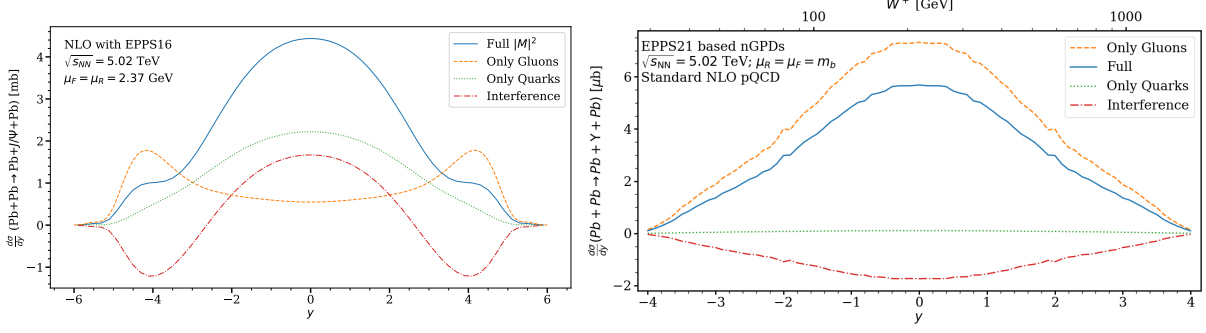 NLO with EPPS16
√s_NN = 5.02 TeV
μ_F = μ_R = 2.37 GeV
Full |M|²
Only Gluons
Only Quarks
Interference
dσ/dy (Pb+Pb→Pb+J/Ψ+Pb) [mb]
4
3
2
1
0
−1
−6
−4
−2
0
2
4
6
y
W⁺ [GeV]
100
1000
EPPS21 based nGPDs
√s_NN = 5.02 TeV; μ_R = μ_F = m_b
Standard NLO pQCD
Only Gluons
Full
Only Quarks
Interference
dσ/dy (Pb + Pb → Pb + Υ + Pb) [μb]
6
4
2
0
−2
−4
−3
−2
−1
0
1
2
3
4
y